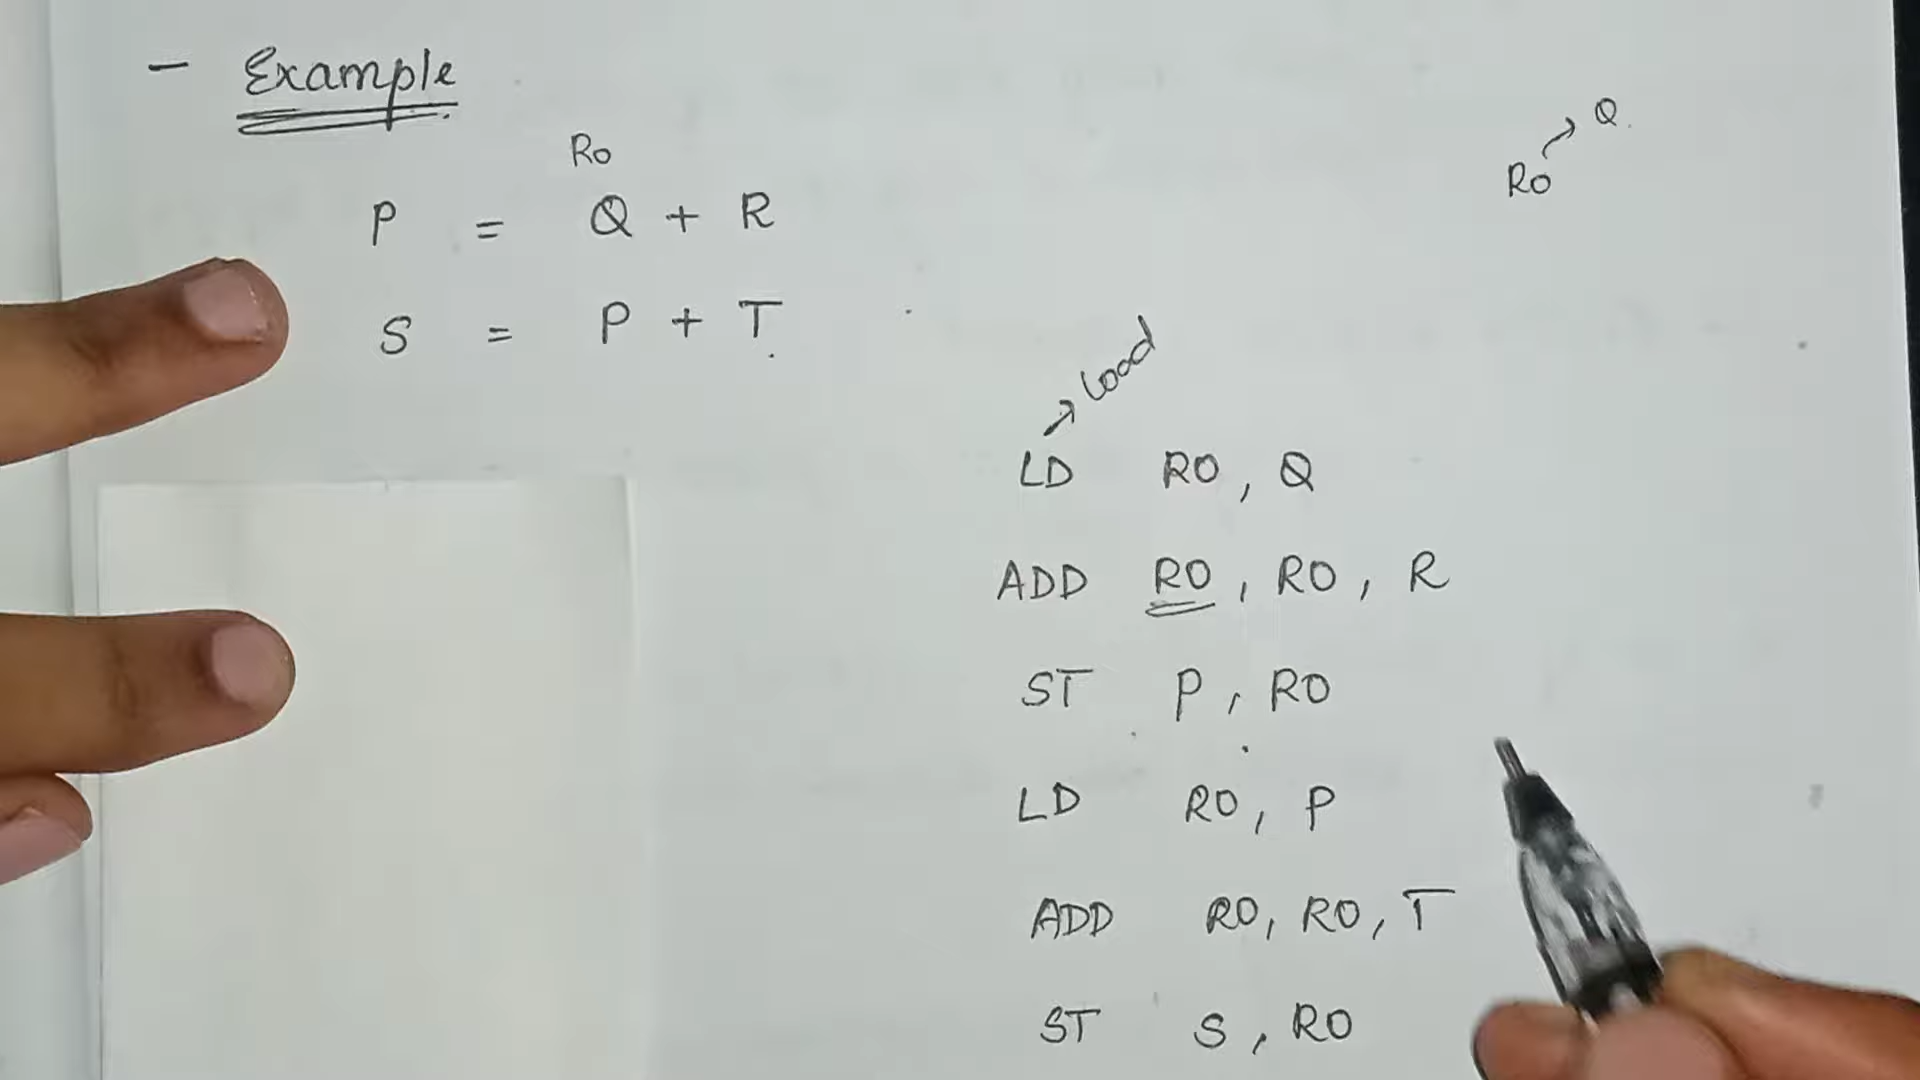 - Example
Ro
P = Q + R
S = P + T
Ro → Q
→ Load
LD RO, Q
ADD RO, RO, R
ST P, RO
LD RO, P
ADD RO, RO, T
ST S, RO